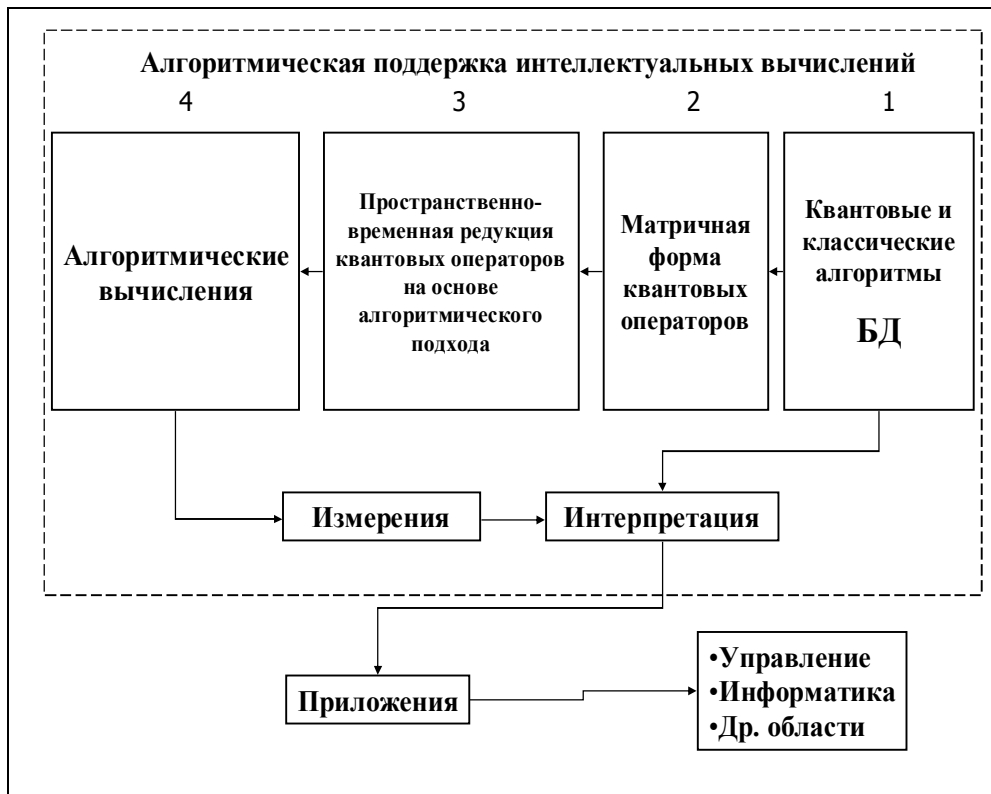 Алгоритмическая поддержка интеллектуальных вычислений
4 3 2 1
Алгоритмические
вычисления
Пространственно-
временная редукция
квантовых операторов
на основе
алгоритмического
подхода
Матричная
форма
квантовых
операторов
Квантовые и
классические
алгоритмы
БД
Измерения
Интерпретация
Приложения
•Управление
•Информатика
•Др. области